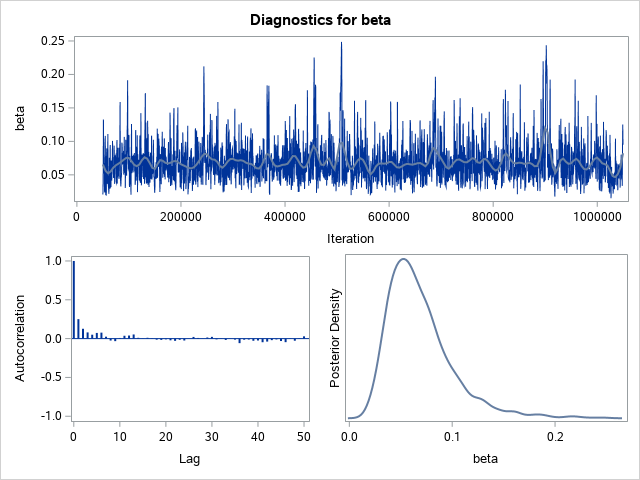 Diagnostics for beta
beta
0.25
0.20
0.15
0.10
0.05
0 200000 400000 600000 800000 1000000
Iteration
Autocorrelation
1.0
0.5
0.0
-0.5
-1.0
0 10 20 30 40 50
Lag
Posterior Density
0.0 0.1 0.2
beta